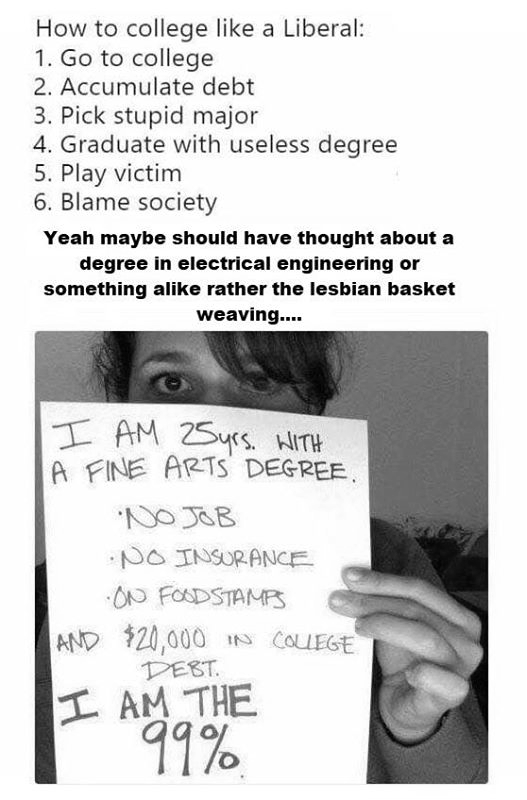 How to college like a Liberal:
1. Go to college
2. Accumulate debt
3. Pick stupid major
4. Graduate with useless degree
5. Play victim
6. Blame society
Yeah maybe should have thought about a
degree in electrical engineering or
something alike rather the lesbian basket
weaving....
I AM 25yrs. WITH
A FINE ARTS DEGREE.
·NO JOB
·NO INSURANCE
·ON FOODSTAMPS
AND $20,000 IN COLLEGE
DEBT.
I AM THE
99%